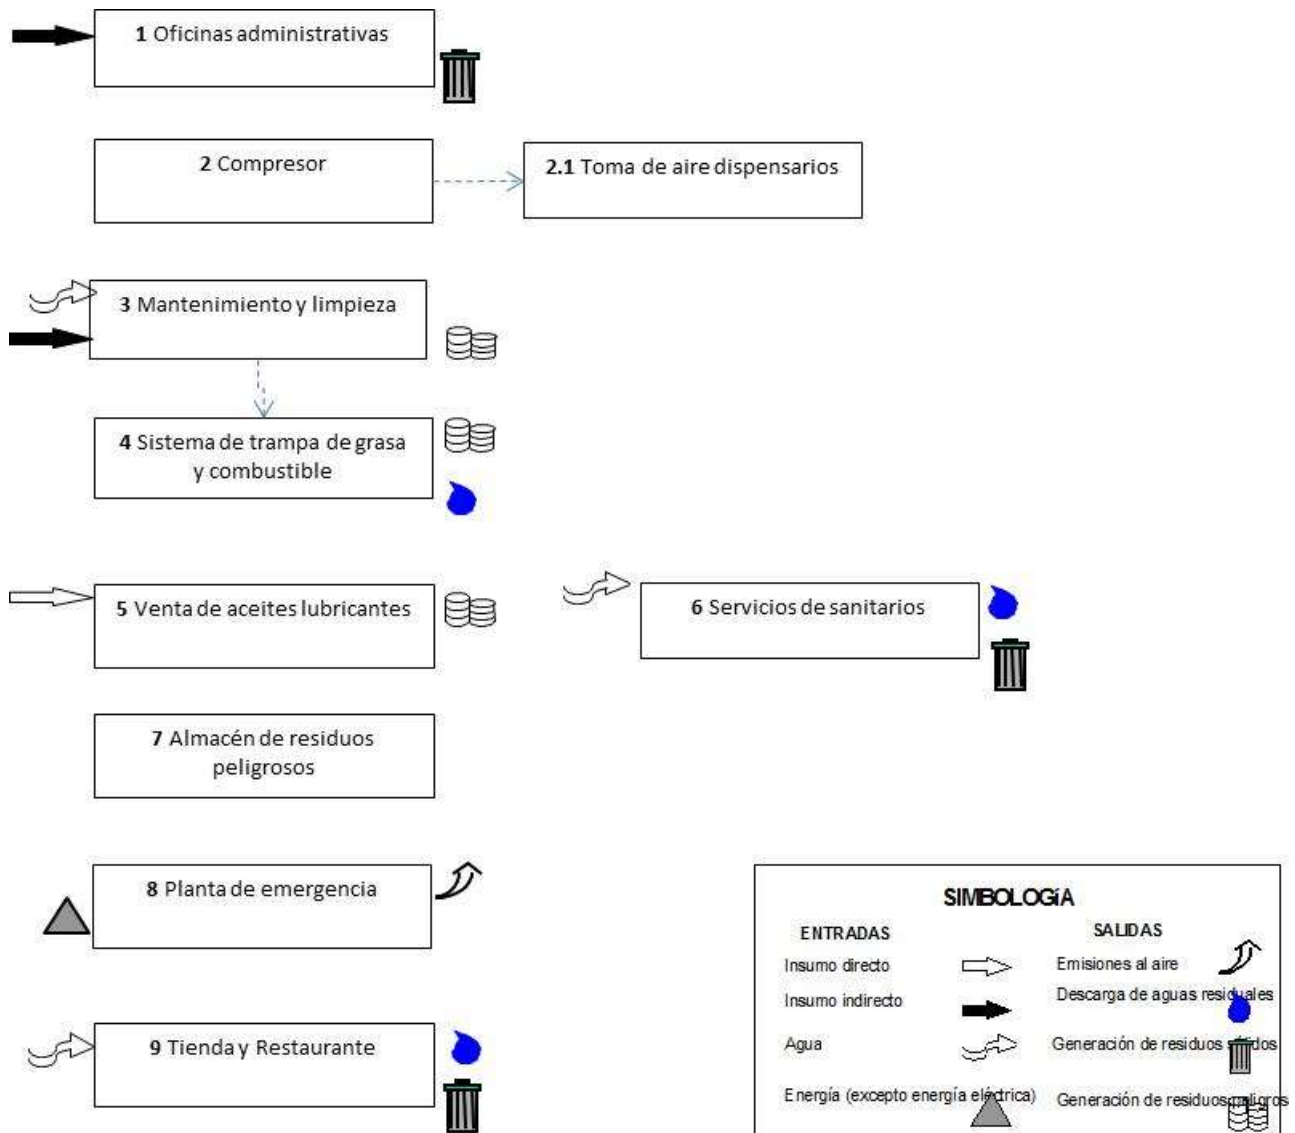 1 Oficinas administrativas
2 Compresor
2.1 Toma de aire dispensarios
3 Mantenimiento y limpieza
4 Sistema de trampa de grasa
y combustible
5 Venta de aceites lubricantes
6 Servicios de sanitarios
7 Almacén de residuos
peligrosos
8 Planta de emergencia
9 Tienda y Restaurante
SIMBOLOGÍA
ENTRADAS
SALIDAS
Insumo directo
Emisiones al aire
Insumo indirecto
Descarga de aguas residuales
Agua
Generación de residuos sólidos
Energía (excepto energía eléctrica)
Generación de residuos peligros